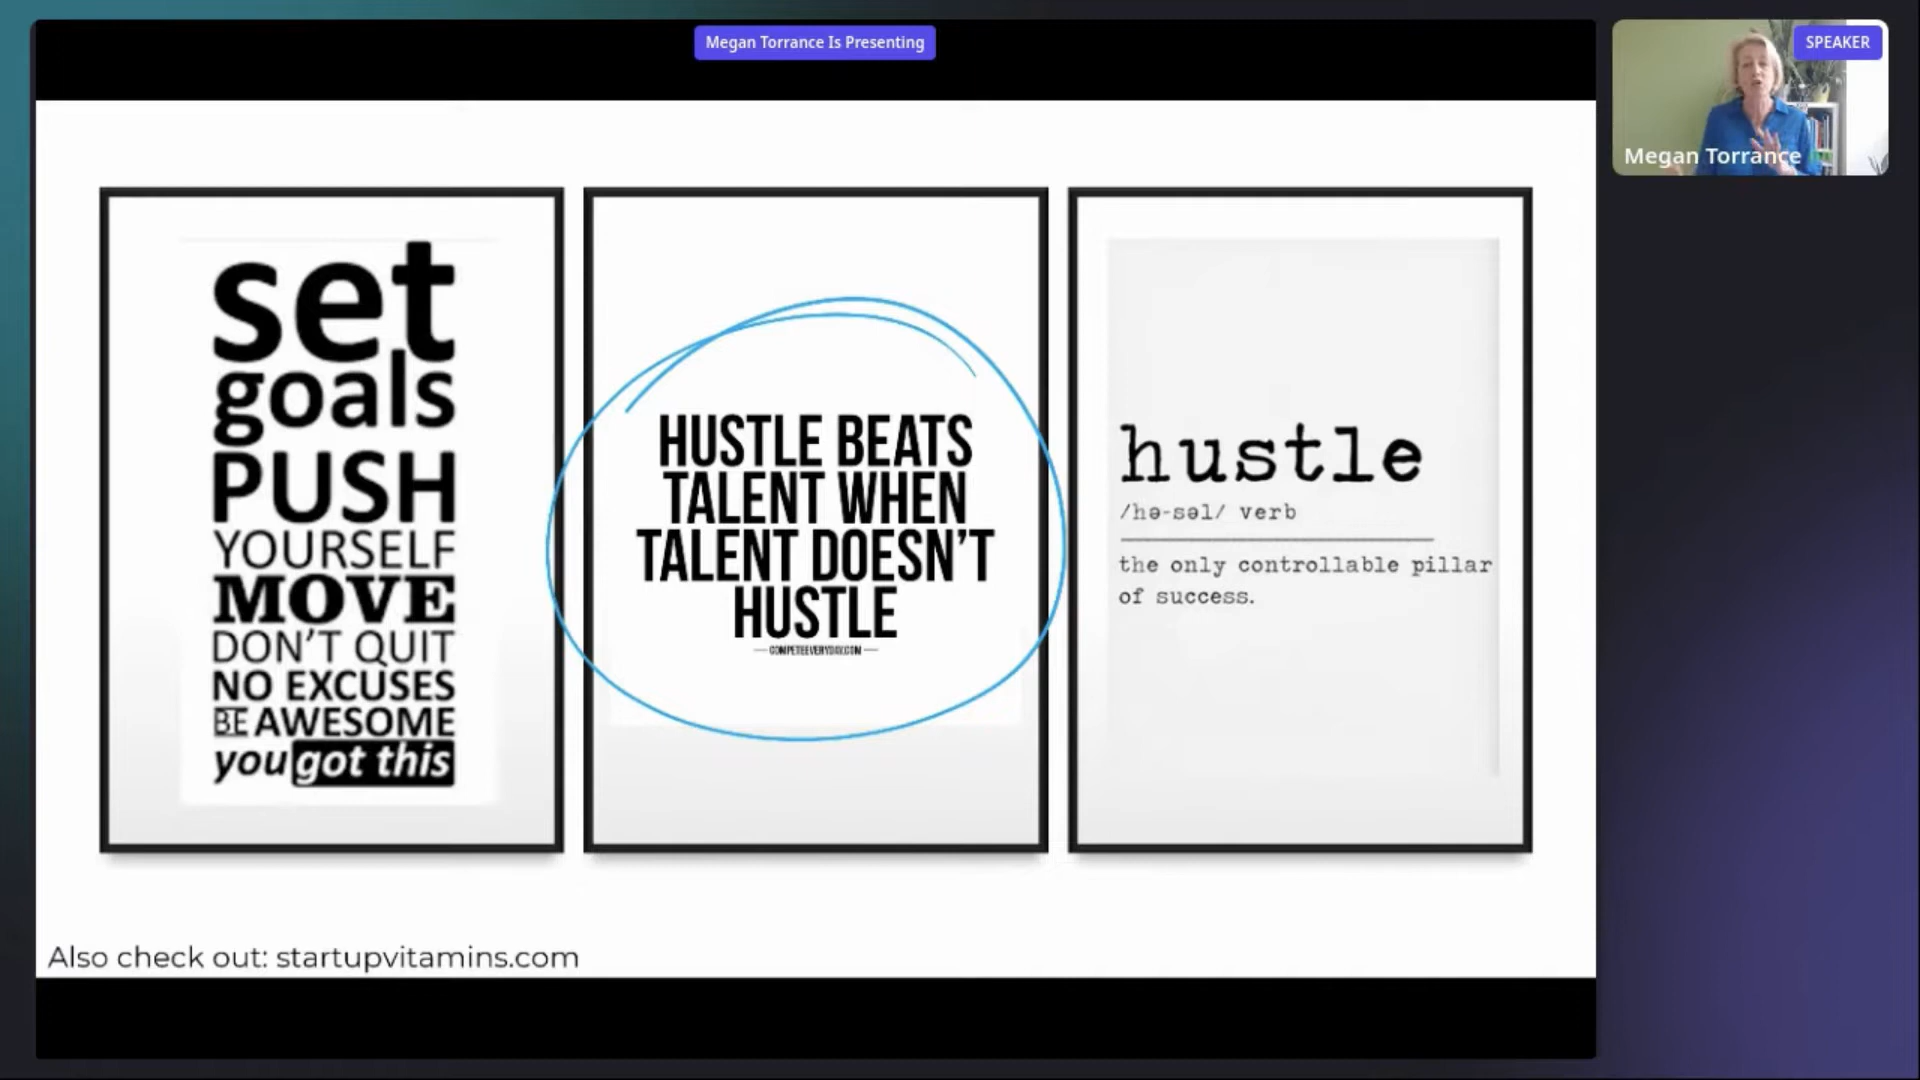 Megan Torrance Is Presenting
SPEAKER
Megan Torrance
set
goals
PUSH
YOURSELF
MOVE
DON'T QUIT
NO EXCUSES
BE AWESOME
you got this
HUSTLE BEATS
TALENT WHEN
TALENT DOESN'T
HUSTLE
COMPETEEVERYDAY.COM
hustle
/hə-səl/ verb
the only controllable pillar
of success.
Also check out: startupvitamins.com